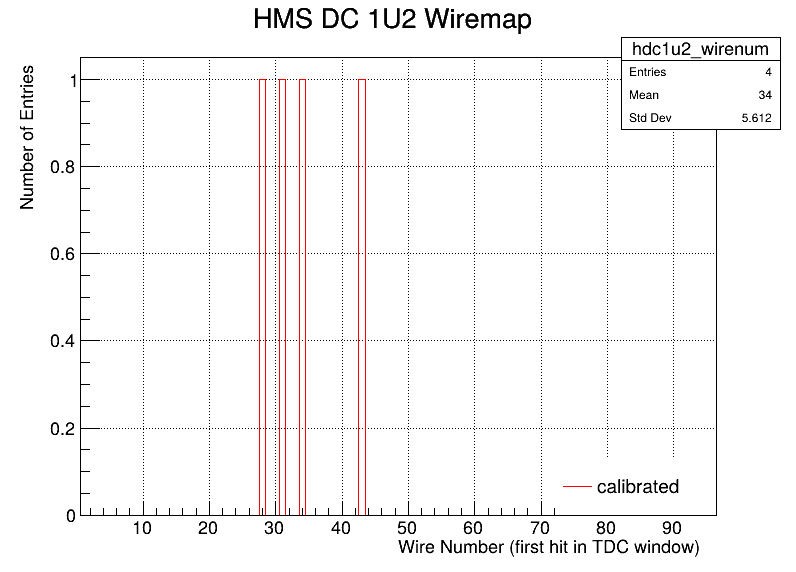 HMS DC 1U2 Wiremap
hdc1u2_wirenum
Entries 4
Mean 34
Std Dev 5.612
Number of Entries
1
0.8
0.6
0.4
0.2
0
calibrated
10 20 30 40 50 60 70 80 90
Wire Number (first hit in TDC window)